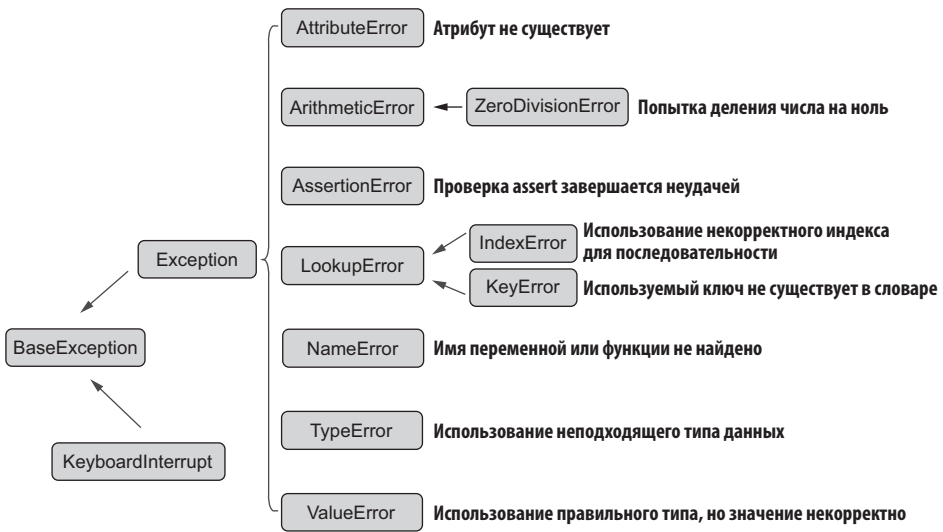 AttributeError Атрибут не существует
ArithmeticError ZeroDivisionError Попытка деления числа на ноль
AssertionError Проверка assert завершается неудачей
Exception
LookupError
IndexError Использование некорректного индекса
для последовательности
KeyError Используемый ключ не существует в словаре
BaseException
NameError Имя переменной или функции не найдено
TypeError Использование неподходящего типа данных
KeyboardInterrupt
ValueError Использование правильного типа, но значение некорректно